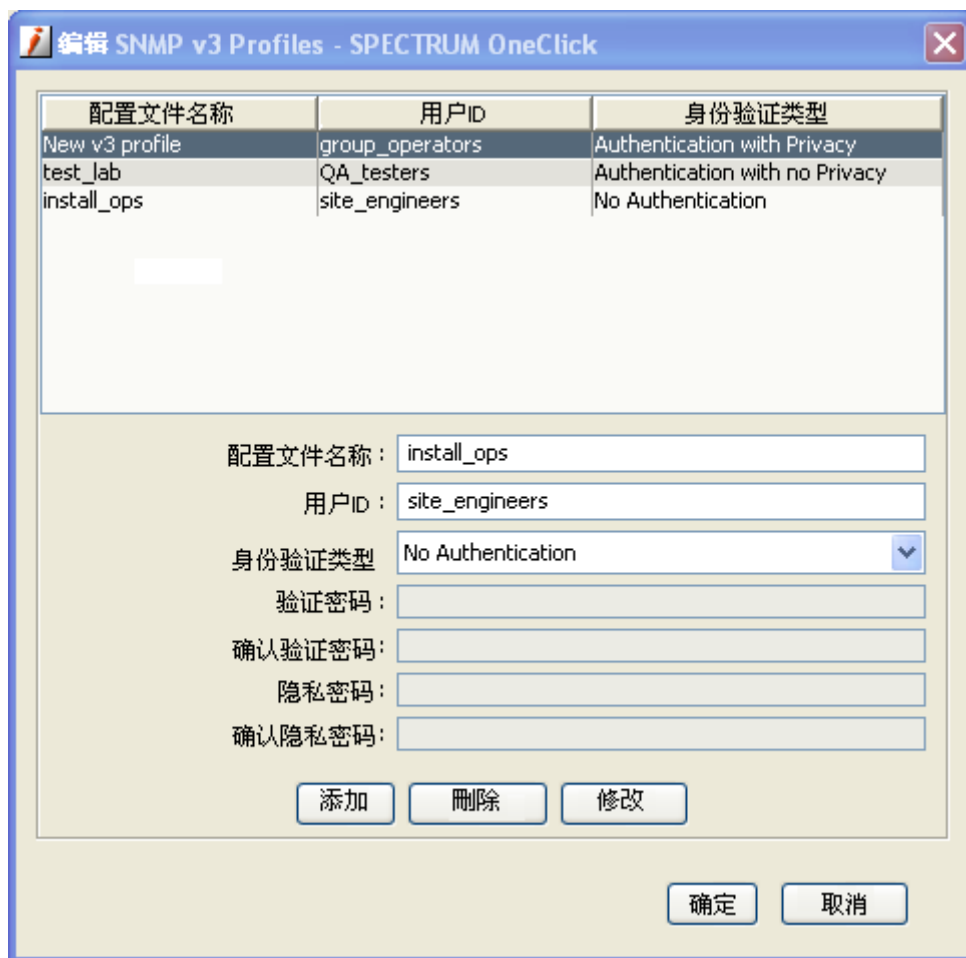 编辑 SNMP v3 Profiles - SPECTRUM OneClick
配置文件名称 用户ID 身份验证类型
New v3 profile group_operators Authentication with Privacy
test_lab QA_testers Authentication with no Privacy
install_ops site_engineers No Authentication
配置文件名称： install_ops
用户ID： site_engineers
身份验证类型 No Authentication
验证密码：
确认验证密码：
隐私密码：
确认隐私密码：
添加 刪除 修改
确定 取消